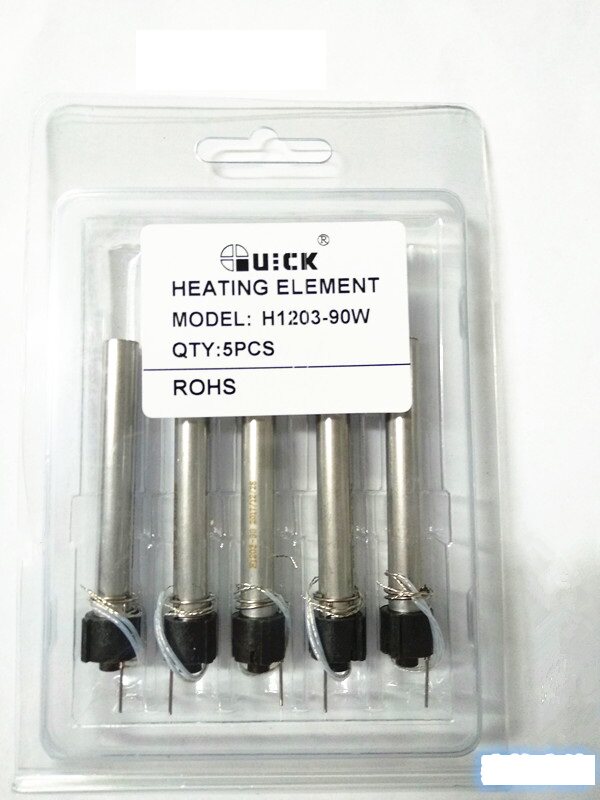 QUICK®
HEATING ELEMENT
MODEL: H1203-90W
QTY:5PCS
ROHS